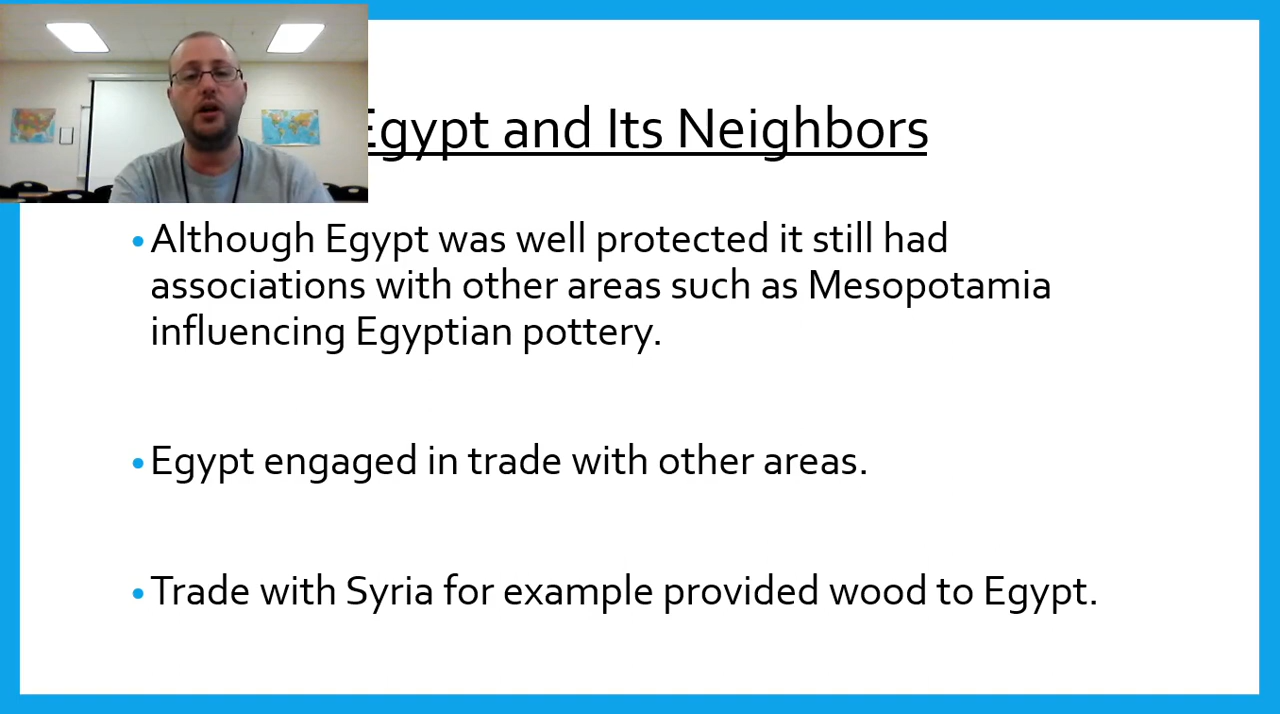 Egypt and Its Neighbors
• Although Egypt was well protected it still had
associations with other areas such as Mesopotamia
influencing Egyptian pottery.
• Egypt engaged in trade with other areas.
• Trade with Syria for example provided wood to Egypt.